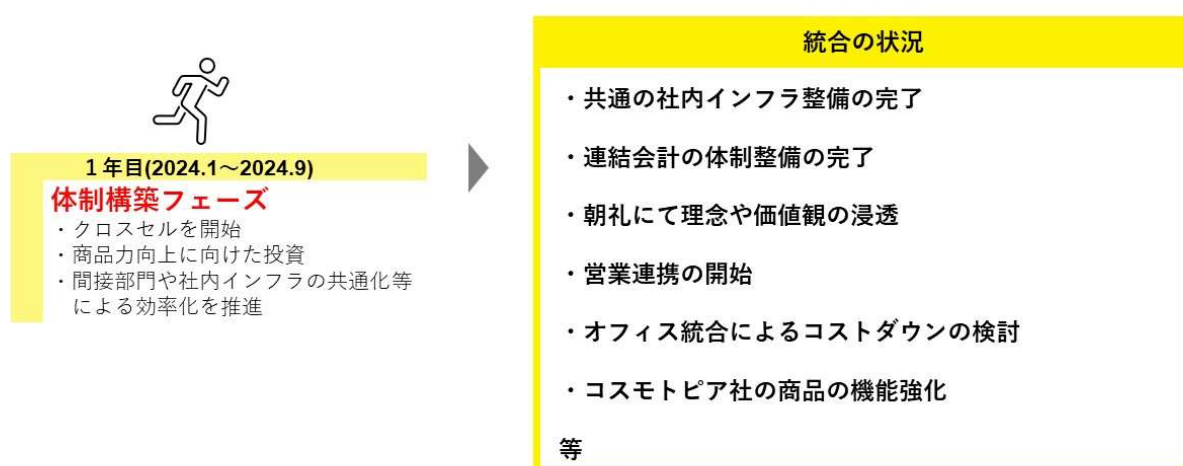 1年目(2024.1～2024.9)
体制構築フェーズ
・クロスセルを開始
・商品力向上に向けた投資
・間接部門や社内インフラの共通化等
による効率化を推進
統合の状況
・共通の社内インフラ整備の完了
・連結会計の体制整備の完了
・朝礼にて理念や価値観の浸透
・営業連携の開始
・オフィス統合によるコストダウンの検討
・コスモトピア社の商品の機能強化
等